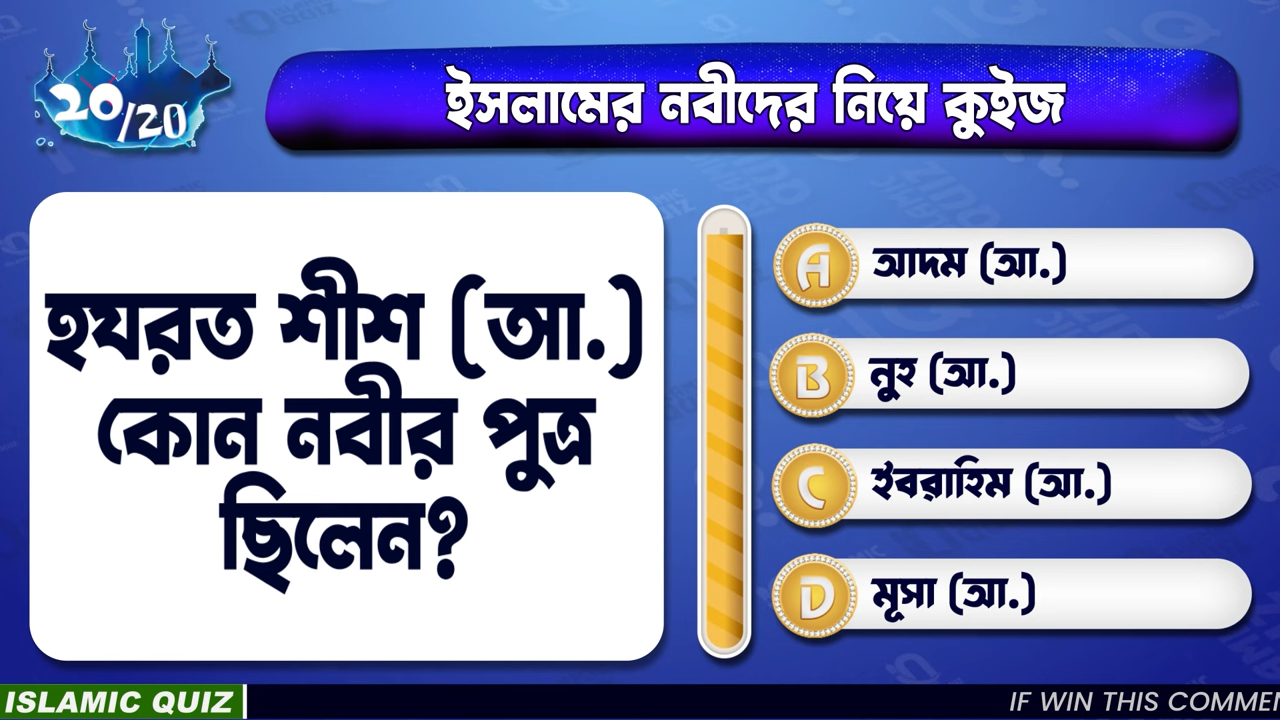 20/20
ইসলামের নবীদের নিয়ে কুইজ
হযরত শীশ (আ.)
কোন নবীর পুত্র
ছিলেন?
A আদম (আ.)
B নুহ (আ.)
C ইবরাহিম (আ.)
D মূসা (আ.)
ISLAMIC QUIZ
IF WIN THIS COMMEN